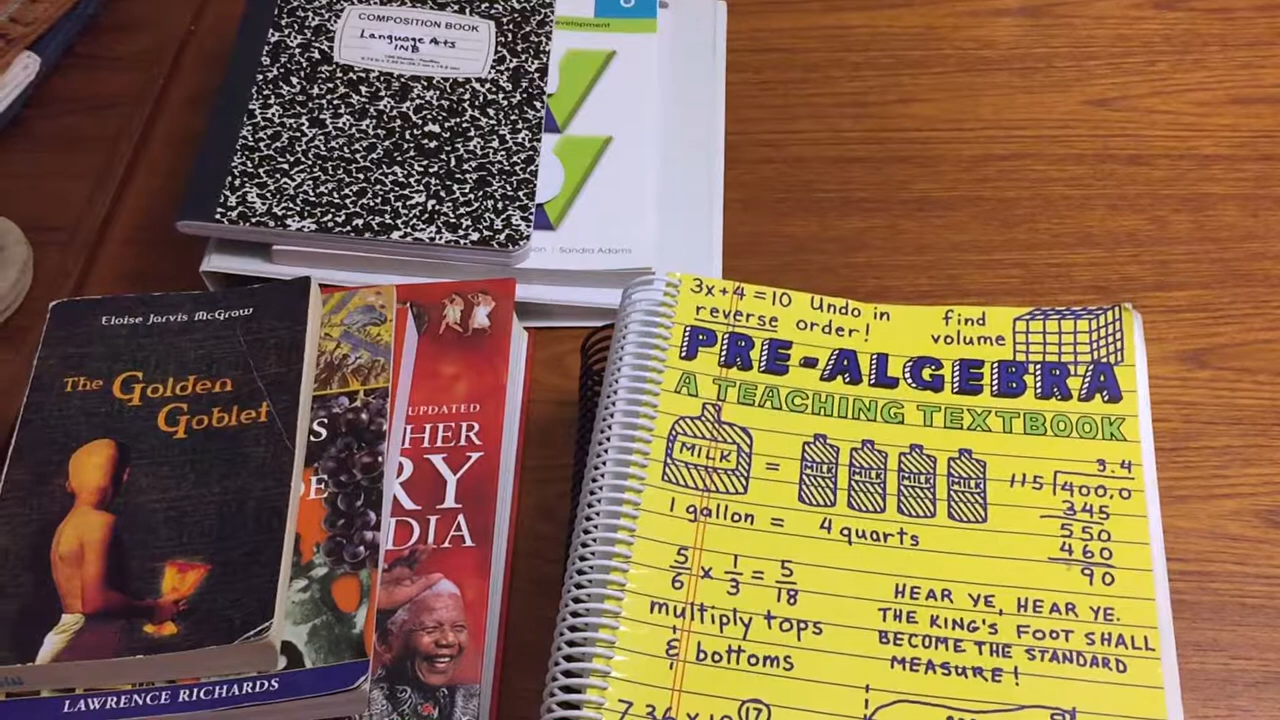 COMPOSITION BOOK
Language Arts
INB
evelopment
Sandra Adams
Eloise Jarvis McGraw
The Golden
Goblet
LAWRENCE RICHARDS
UPDATED
HER
RY
DIA
3x+4=10 Undo in
reverse order!
find
volume
PRE-ALGEBRA
A TEACHING TEXTBOOK
MILK = MILK MILK MILK MILK
1 gallon = 4 quarts
3.4
115 400.0
345
550
460
90
5/6 x 1/3 = 5/18
multiply tops
& bottoms
HEAR YE, HEAR YE.
THE KING'S FOOT SHALL
BECOME THE STANDARD
MEASURE!